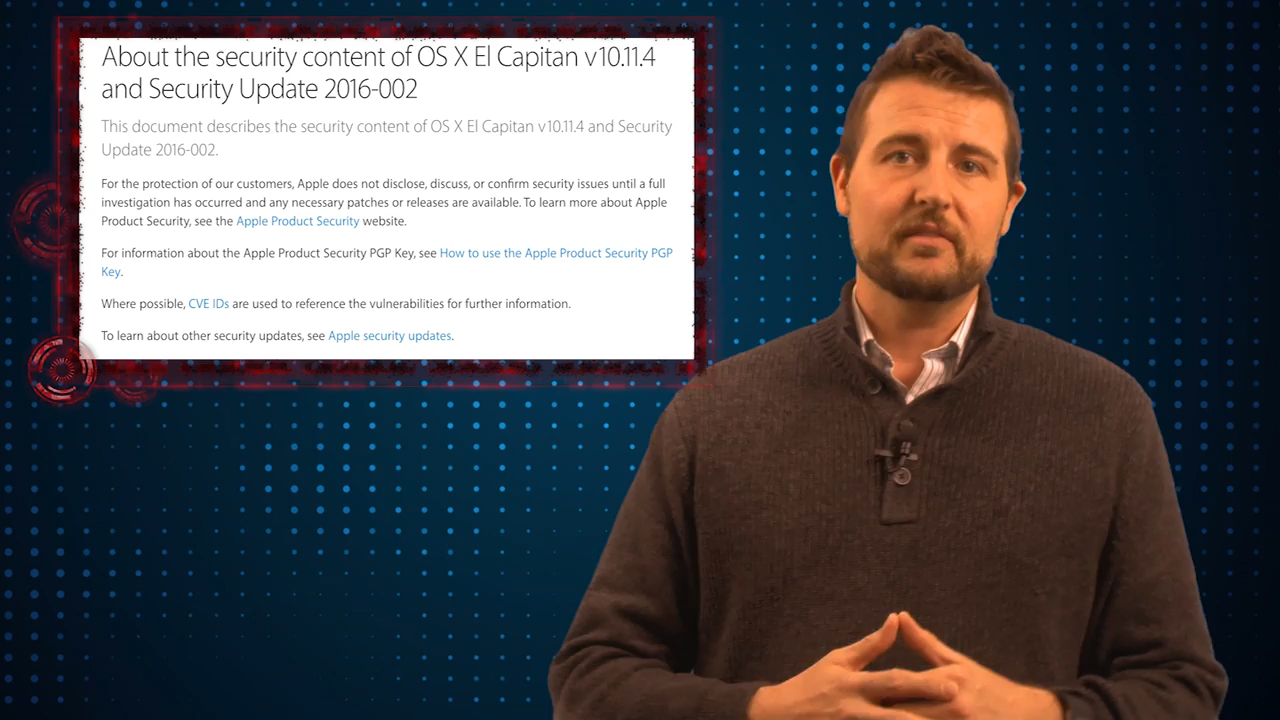 About the security content of OS X El Capitan v10.11.4
and Security Update 2016-002
This document describes the security content of OS X El Capitan v10.11.4 and Security
Update 2016-002.
For the protection of our customers, Apple does not disclose, discuss, or confirm security issues until a full
investigation has occurred and any necessary patches or releases are available. To learn more about Apple
Product Security, see the Apple Product Security website.
For information about the Apple Product Security PGP Key, see How to use the Apple Product Security PGP
Key.
Where possible, CVE IDs are used to reference the vulnerabilities for further information.
To learn about other security updates, see Apple security updates.